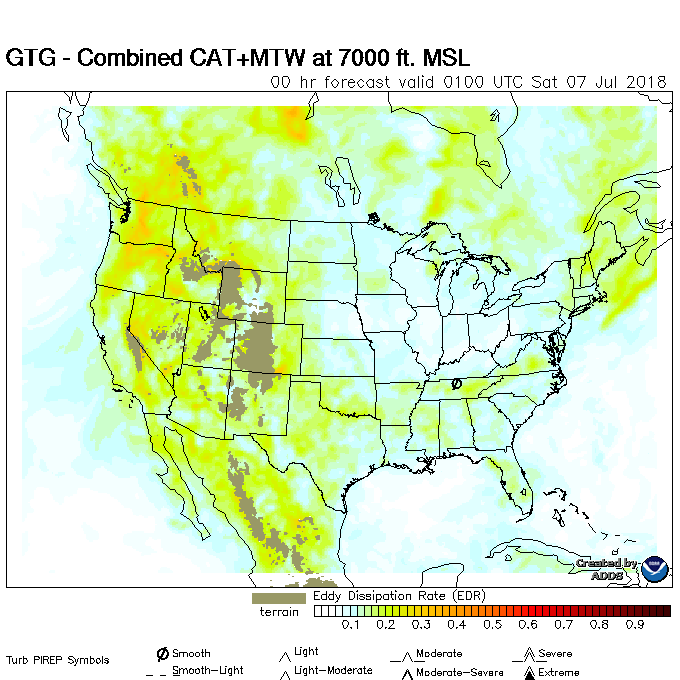 GTG - Combined CAT+MTW at 7000 ft. MSL
00 hr forecast valid 0100 UTC Sat 07 Jul 2018
Created by
ADDS
Eddy Dissipation Rate (EDR)
terrain
0.1 0.2 0.3 0.4 0.5 0.6 0.7 0.8 0.9
Turb PIREP Symbols
Smooth Light Moderate Severe
Smooth-Light Light-Moderate Moderate-Severe Extreme